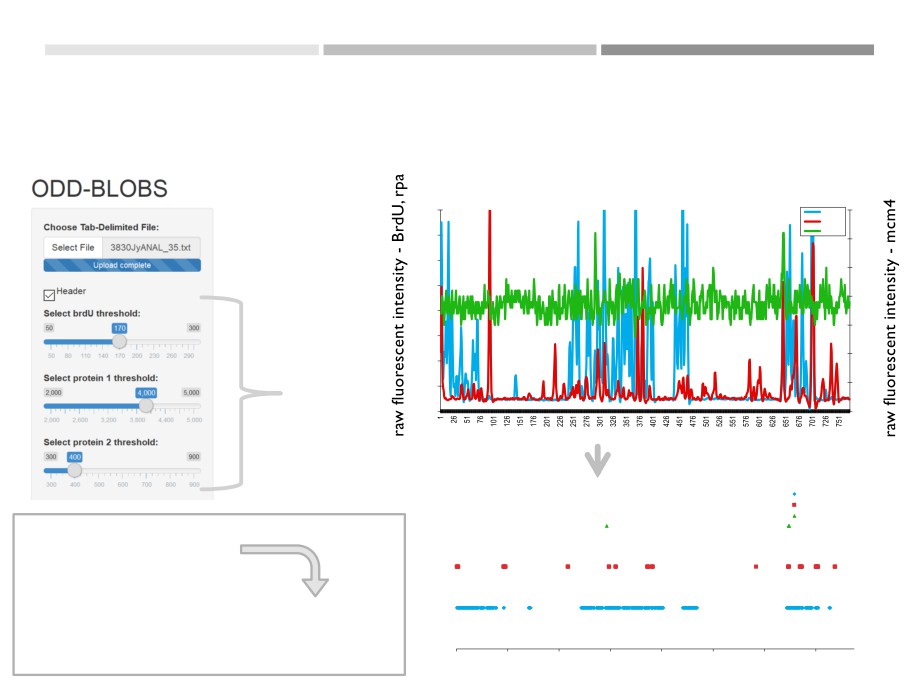 ODD-BLOBS
Choose Tab-Delimited File:
Select File 3830JyANAL_35.txt
Upload complete
Header
Select brdU threshold:
50 170 300
50 80 110 140 170 200 230 260 290
Select protein 1 threshold:
2,000 4,000 5,000
2,000 2,600 3,200 3,800 4,400 5,000
Select protein 2 threshold:
300 400 900
300 400 500 600 700 800 900
raw fluorescent intensity - BrdU, rpa
raw fluorescent intensity - mcm4
1 26 51 76 101 126 151 176 201 226 251 276 301 326 351 376 401 426 451 476 501 526 551 576 601 626 651 676 701 726 751